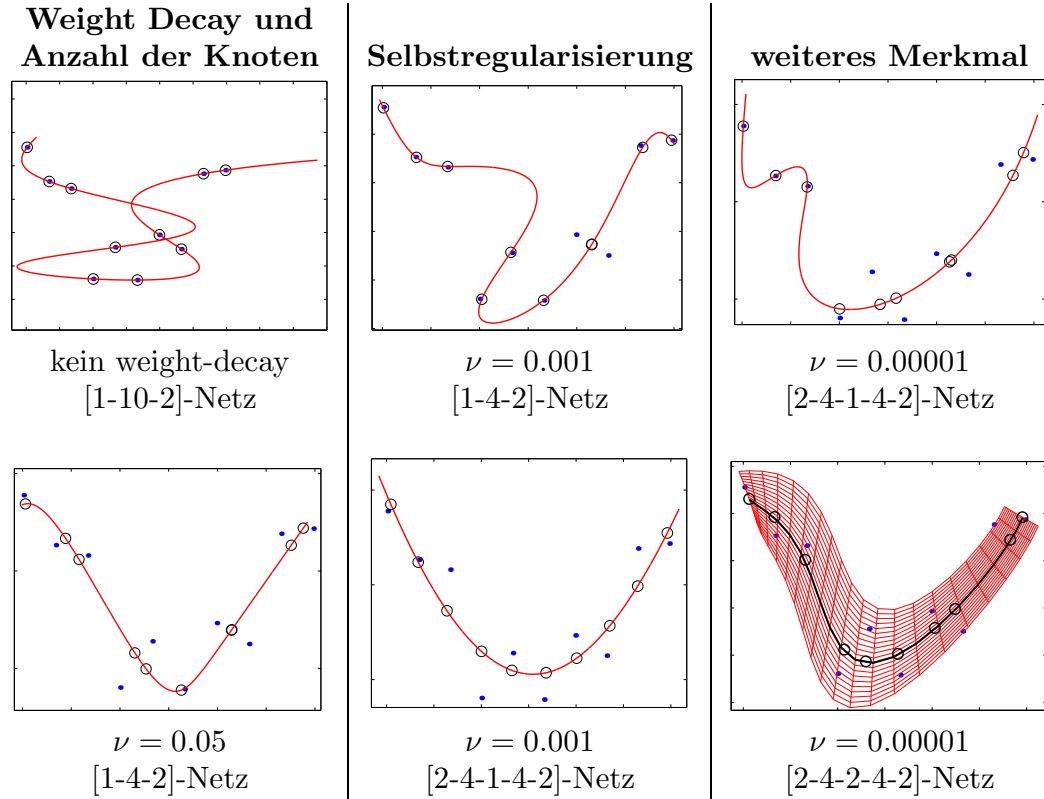 Weight Decay und
Anzahl der Knoten
Selbstregularisierung
weiteres Merkmal
kein weight-decay
[1-10-2]-Netz
ν = 0.001
[1-4-2]-Netz
ν = 0.00001
[2-4-1-4-2]-Netz
ν = 0.05
[1-4-2]-Netz
ν = 0.001
[2-4-1-4-2]-Netz
ν = 0.00001
[2-4-2-4-2]-Netz